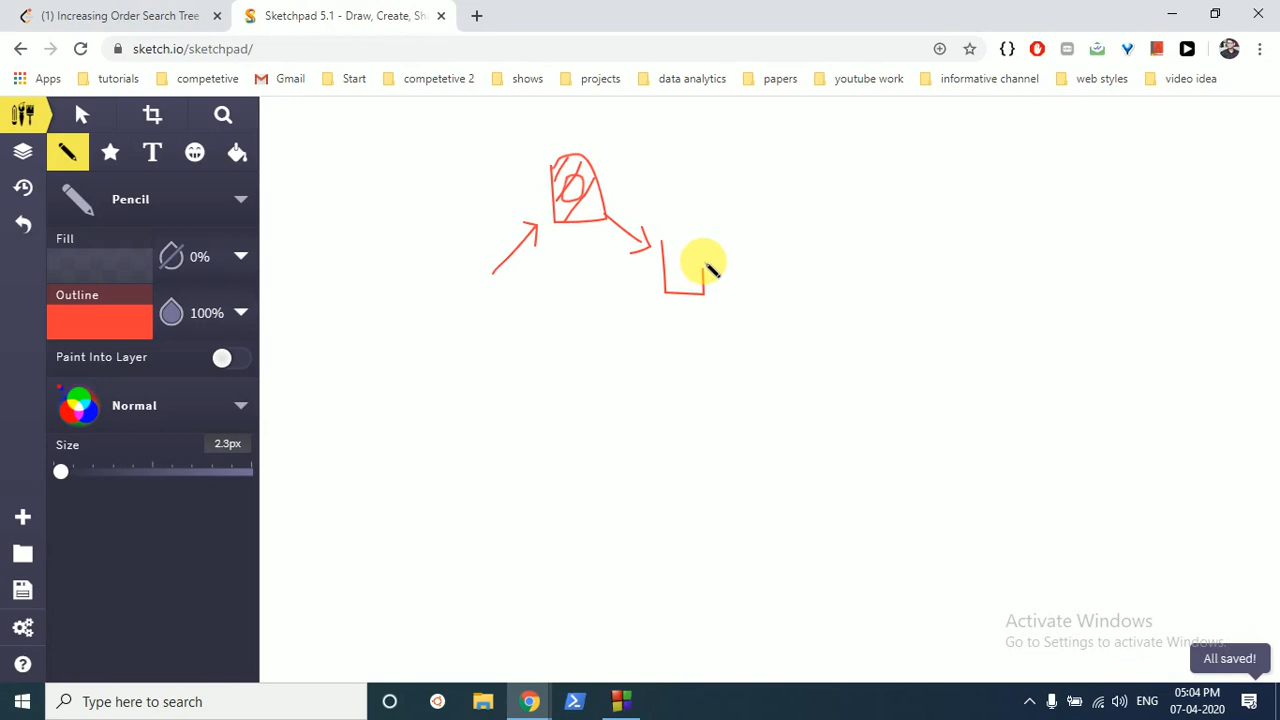 (1) Increasing Order Search Tree
Sketchpad 5.1 - Draw, Create, Sh
sketch.io/sketchpad/
Apps tutorials competetive Gmail Start competetive 2 shows projects data analytics papers youtube work informative channel web styles video idea
Pencil
Fill
0%
Outline
100%
Paint Into Layer
Normal
Size
2.3px
Activate Windows
Go to Settings to activate Windows.
All saved!
Type here to search
ENG
05:04 PM
07-04-2020